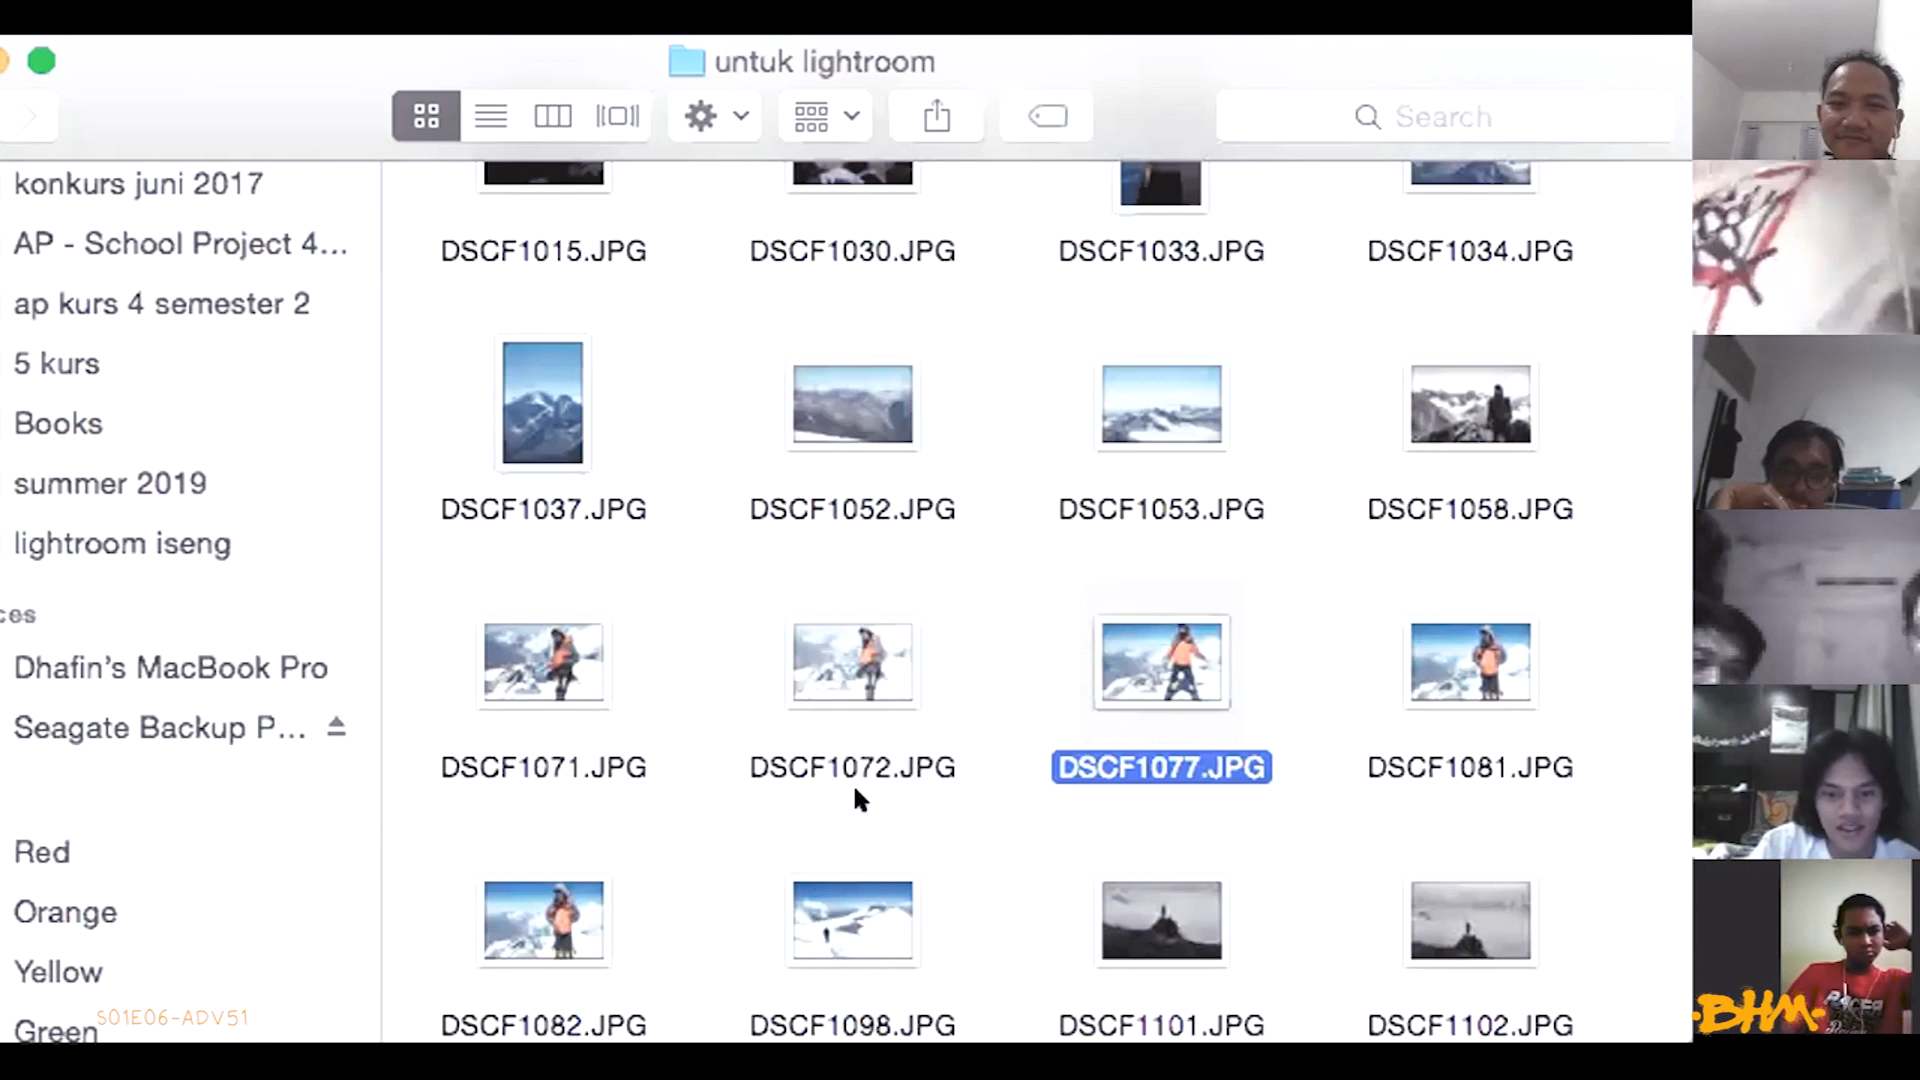 untuk lightroom
Search
konkurs juni 2017
AP - School Project 4...
ap kurs 4 semester 2
5 kurs
Books
summer 2019
lightroom iseng
ces
Dhafin's MacBook Pro
Seagate Backup P...
Red
Orange
Yellow
Green
DSCF1015.JPG DSCF1030.JPG DSCF1033.JPG DSCF1034.JPG
DSCF1037.JPG DSCF1052.JPG DSCF1053.JPG DSCF1058.JPG
DSCF1071.JPG DSCF1072.JPG DSCF1077.JPG DSCF1081.JPG
DSCF1082.JPG DSCF1098.JPG DSCF1101.JPG DSCF1102.JPG
S01E06-ADV51
RACER
BHM